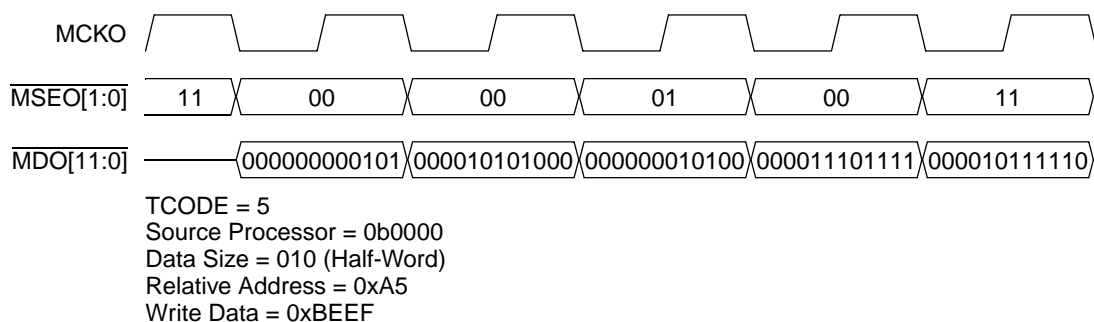 MCKO
MSEO[1:0] 11 00 00 01 00 11
MDO[11:0] 000000000101 000010101000 000000010100 000011101111 000010111110
TCODE = 5
Source Processor = 0b0000
Data Size = 010 (Half-Word)
Relative Address = 0xA5
Write Data = 0xBEEF